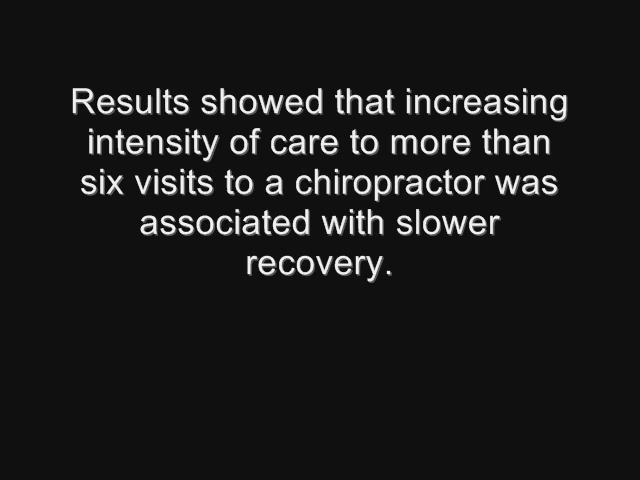 Results showed that increasing
intensity of care to more than
six visits to a chiropractor was
associated with slower
recovery.